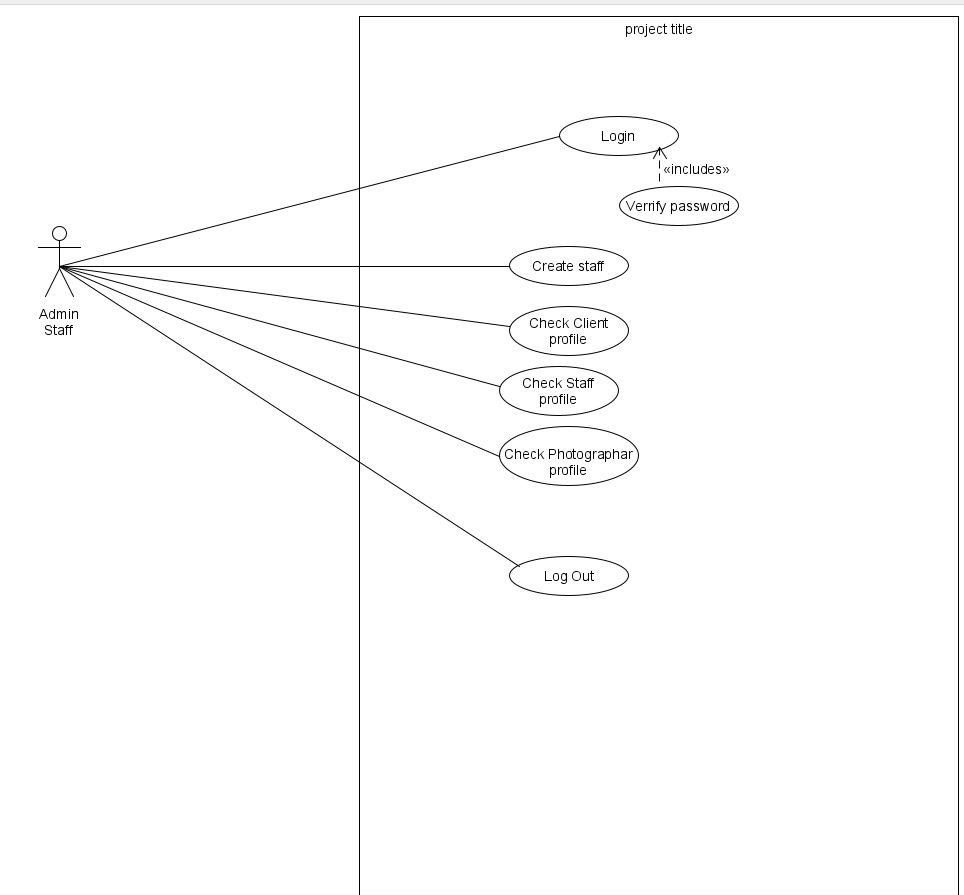 project title
Login
«includes»
Verrify password
Create staff
Admin
Staff
Check Client
profile
Check Staff
profile
Check Photographar
profile
Log Out